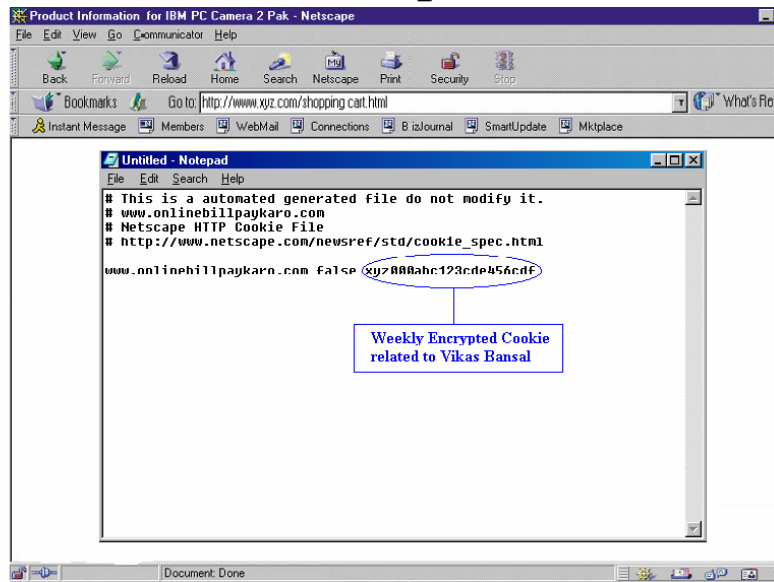 Product Information for IBM PC Camera 2 Pak - Netscape
File Edit View Go Communicator Help
Back Forward Reload Home Search Netscape Print Security Stop
My
Bookmarks Go to: http://www.xyz.com/shopping cart.html What's Re
Instant Message Members WebMail Connections BizJournal SmartUpdate Mktplace
Untitled - Notepad
File Edit Search Help
# This is a automated generated file do not modify it.
# www.onlinebillpaykaro.com
# Netscape HTTP Cookie File
# http://www.netscape.com/newsref/std/cookie_spec.html
www.onlinebillpaykaro.com false xyz000abc123cde456cdf
Weekly Encrypted Cookie
related to Vikas Bansal
Document: Done